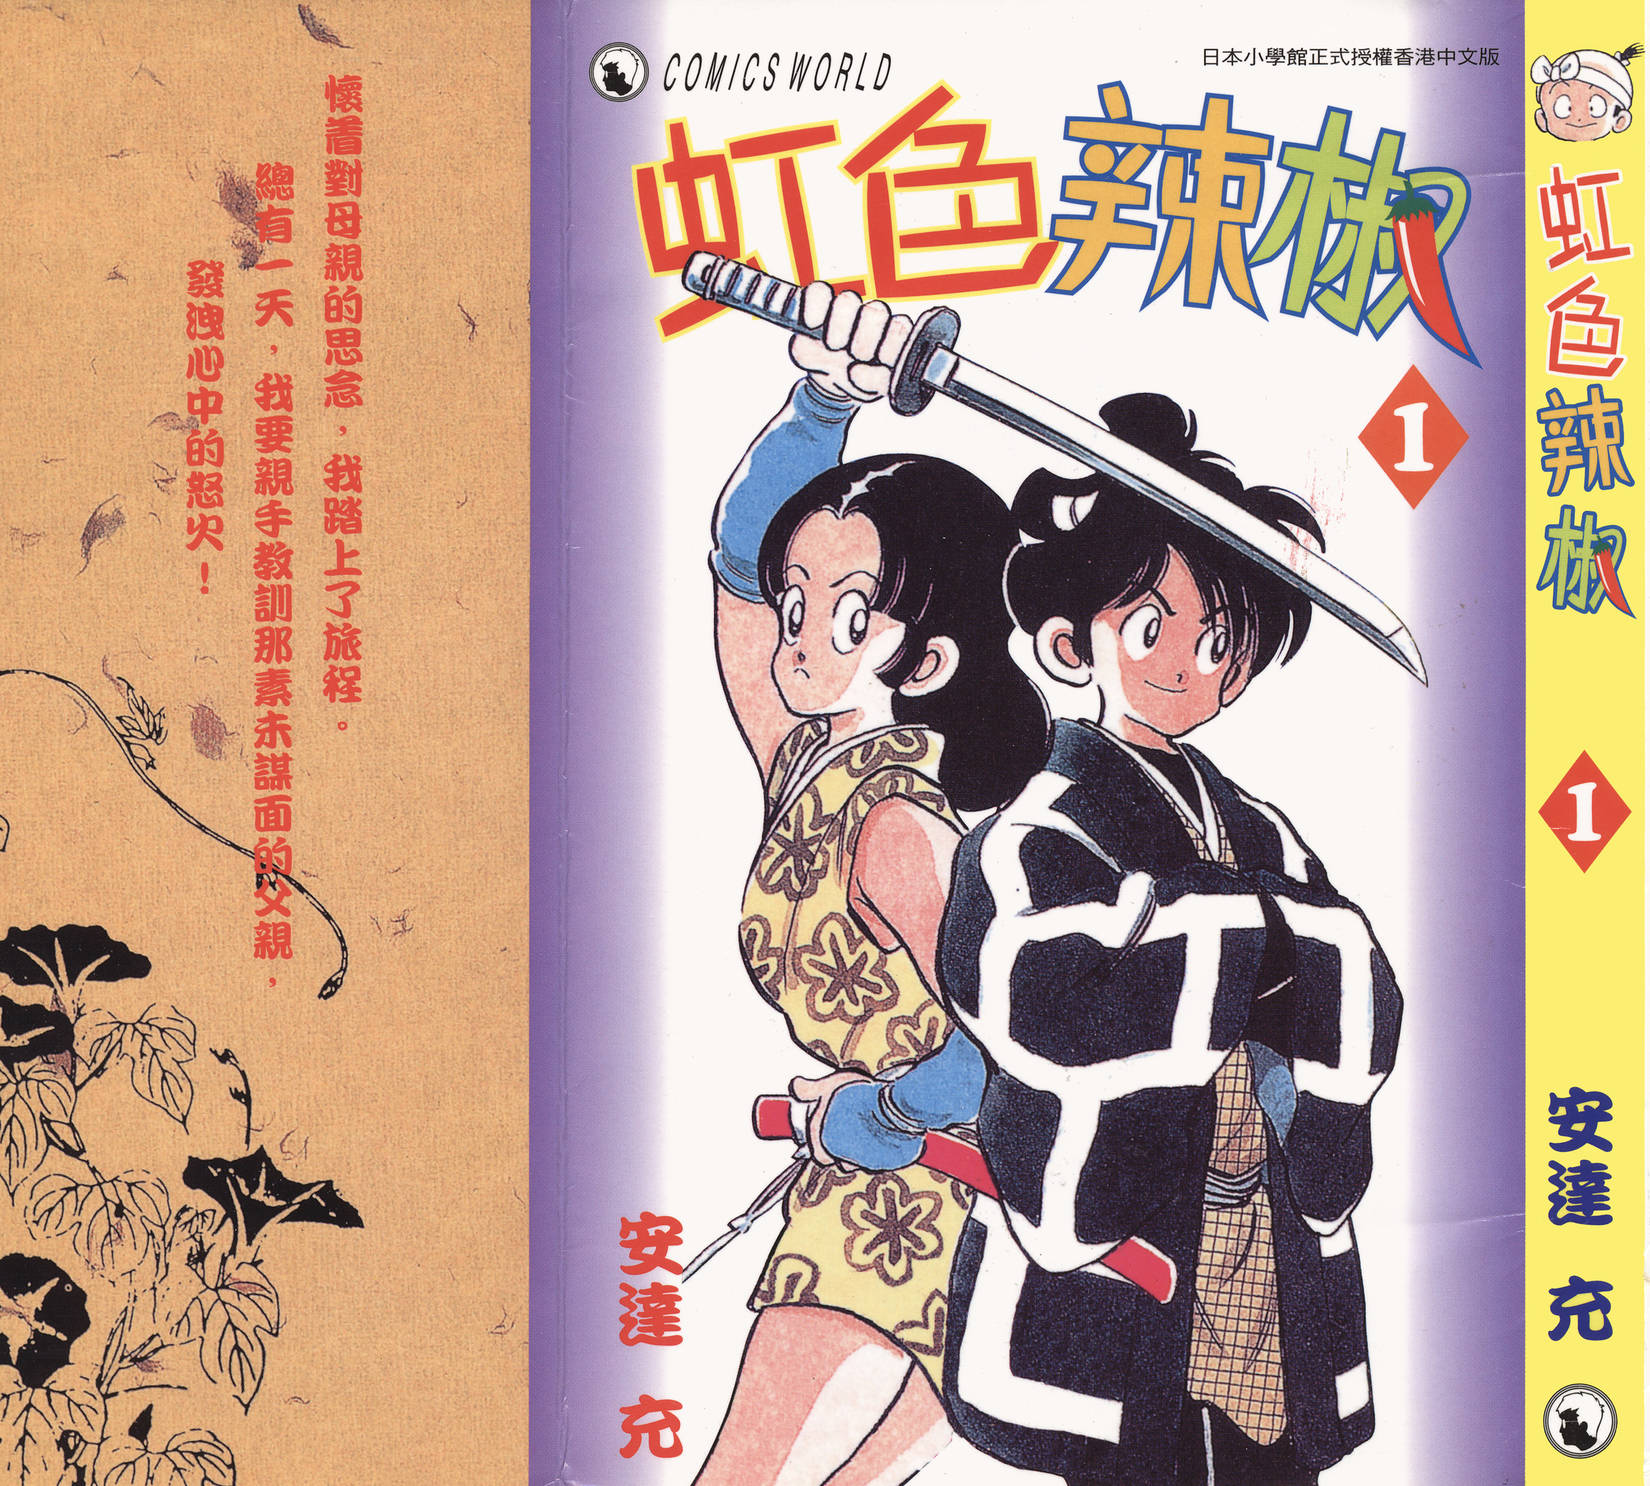 懷着對母親的思念，我踏上了旅程。
總有一天，我要親手教訓那素未謀面的父親，
發洩心中的怒火！
COMICS WORLD
日本小學館正式授權香港中文版
虹色辣椒
1
安達 充
虹色辣椒
1
安達 充